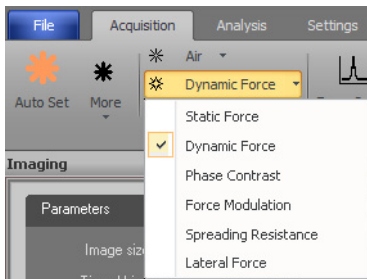 File Acquisition Analysis Settings
Air
Auto Set More Dynamic Force
Static Force
Dynamic Force
Phase Contrast
Force Modulation
Spreading Resistance
Lateral Force
Imaging
Parameters
Image size